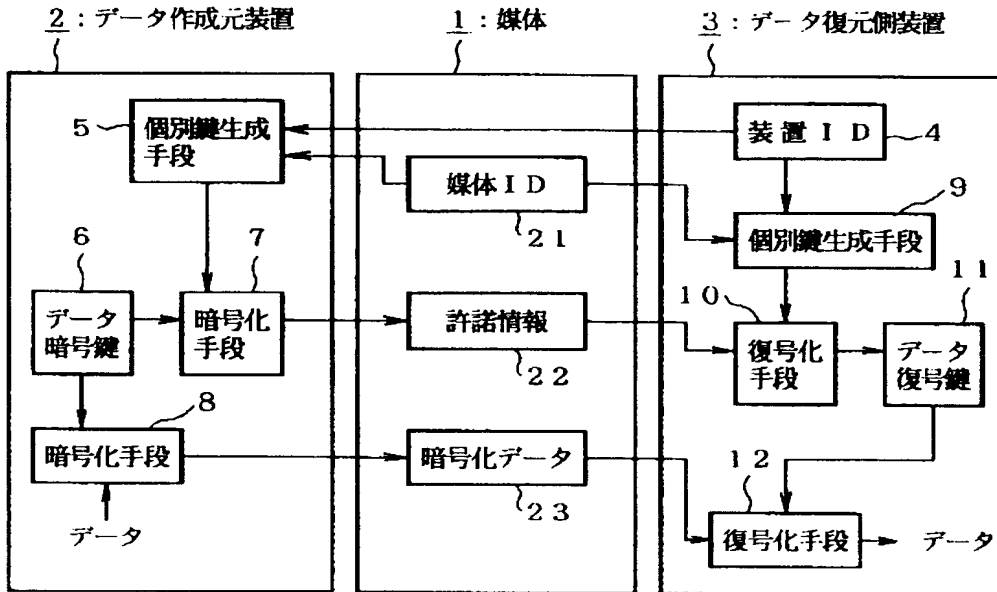 2：データ作成元装置
1：媒体
3：データ復元側装置
5
個別鍵生成
手段
装置ID
4
媒体ID
21
9
個別鍵生成手段
6
7
データ
暗号鍵
暗号化
手段
許諾情報
22
10
11
復号化
手段
データ
復号鍵
8
暗号化手段
暗号化データ
23
12
復号化手段
データ
データ